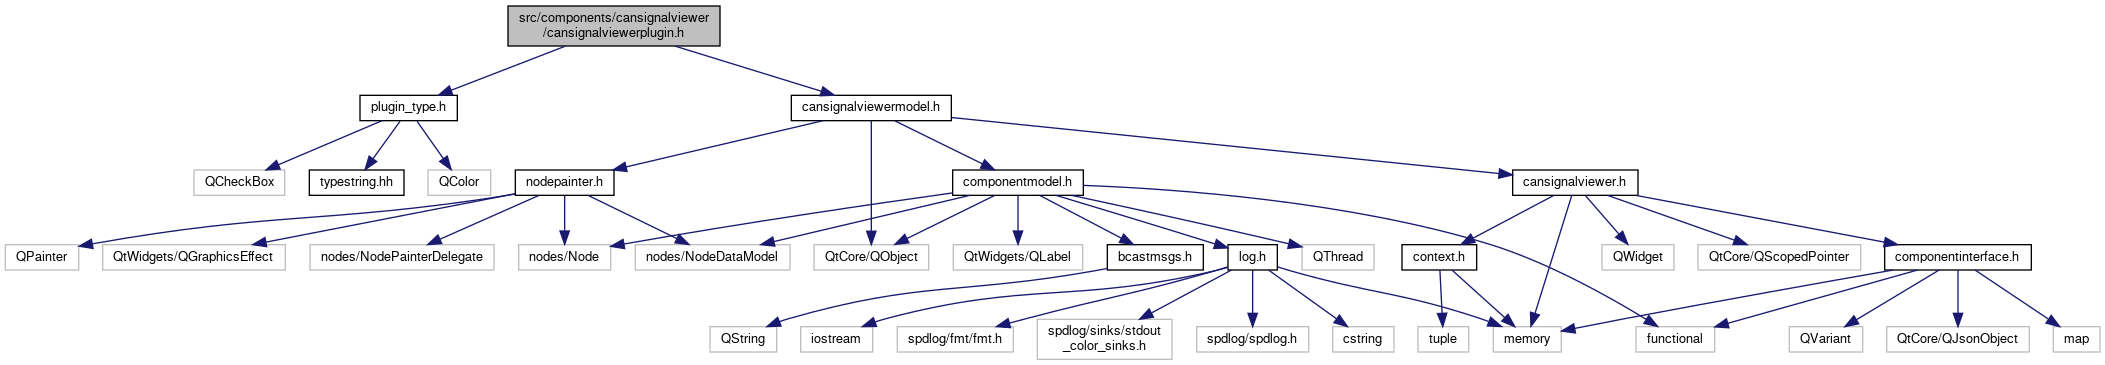 src/components/cansignalviewer
/cansignalviewerplugin.h
plugin_type.h
cansignalviewermodel.h
QCheckBox
typestring.hh
QColor
nodepainter.h
componentmodel.h
cansignalviewer.h
QPainter
QtWidgets/QGraphicsEffect
nodes/NodePainterDelegate
nodes/Node
nodes/NodeDataModel
QtCore/QObject
QtWidgets/QLabel
bcastmsgs.h
log.h
QThread
context.h
QWidget
QtCore/QScopedPointer
componentinterface.h
QString
iostream
spdlog/fmt/fmt.h
spdlog/sinks/stdout
_color_sinks.h
spdlog/spdlog.h
cstring
tuple
memory
functional
QVariant
QtCore/QJsonObject
map